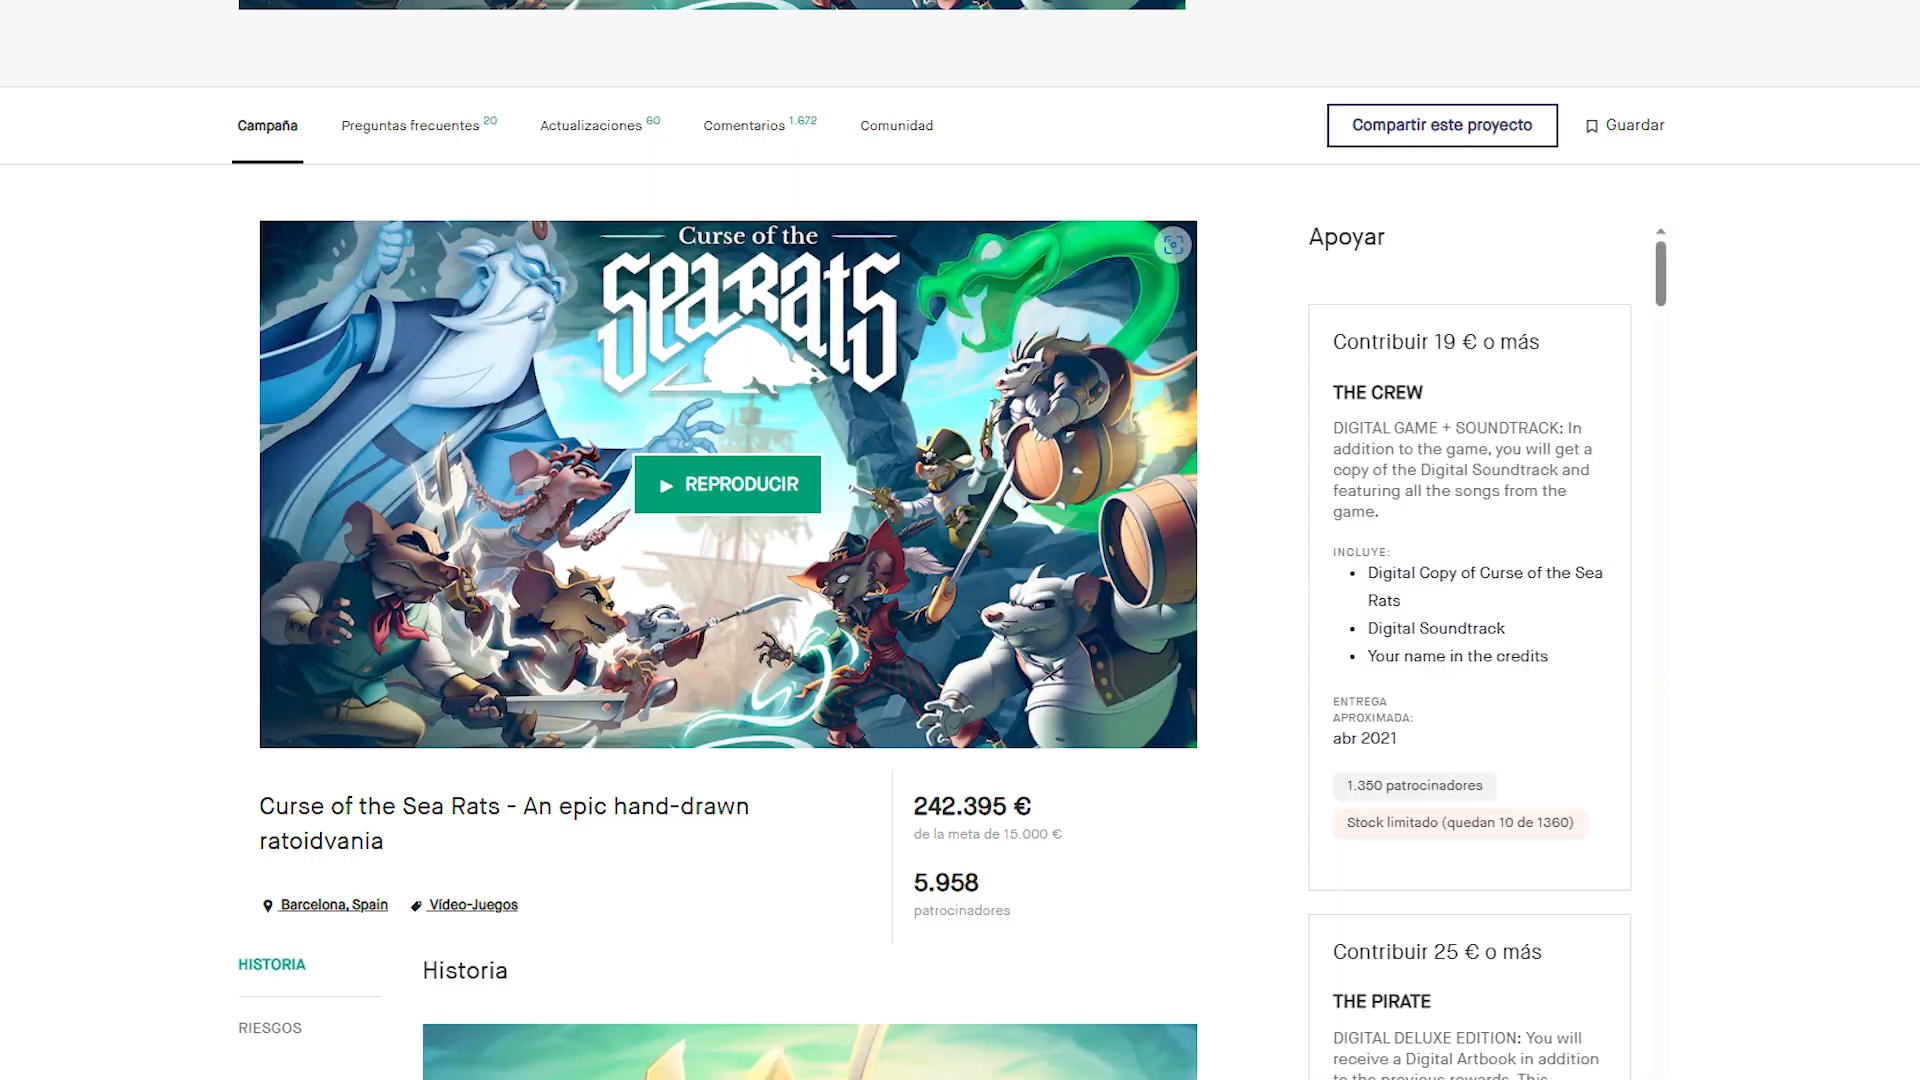 Campaña
Preguntas frecuentes 20
Actualizaciones 60
Comentarios 1.672
Comunidad
Compartir este proyecto
Guardar
Curse of the
Sea Rats
REPRODUCIR
Curse of the Sea Rats - An epic hand-drawn
ratoidvania
Barcelona, Spain
Vídeo-Juegos
242.395 €
de la meta de 15.000 €
5.958
patrocinadores
HISTORIA
RIESGOS
Historia
Apoyar
Contribuir 19 € o más
THE CREW
DIGITAL GAME + SOUNDTRACK: In
addition to the game, you will get a
copy of the Digital Soundtrack and
featuring all the songs from the
game.
INCLUYE:
• Digital Copy of Curse of the Sea
Rats
• Digital Soundtrack
• Your name in the credits
ENTREGA
APROXIMADA:
abr 2021
1.350 patrocinadores
Stock limitado (quedan 10 de 1360)
Contribuir 25 € o más
THE PIRATE
DIGITAL DELUXE EDITION: You will
receive a Digital Artbook in addition
to the previous rewards. This